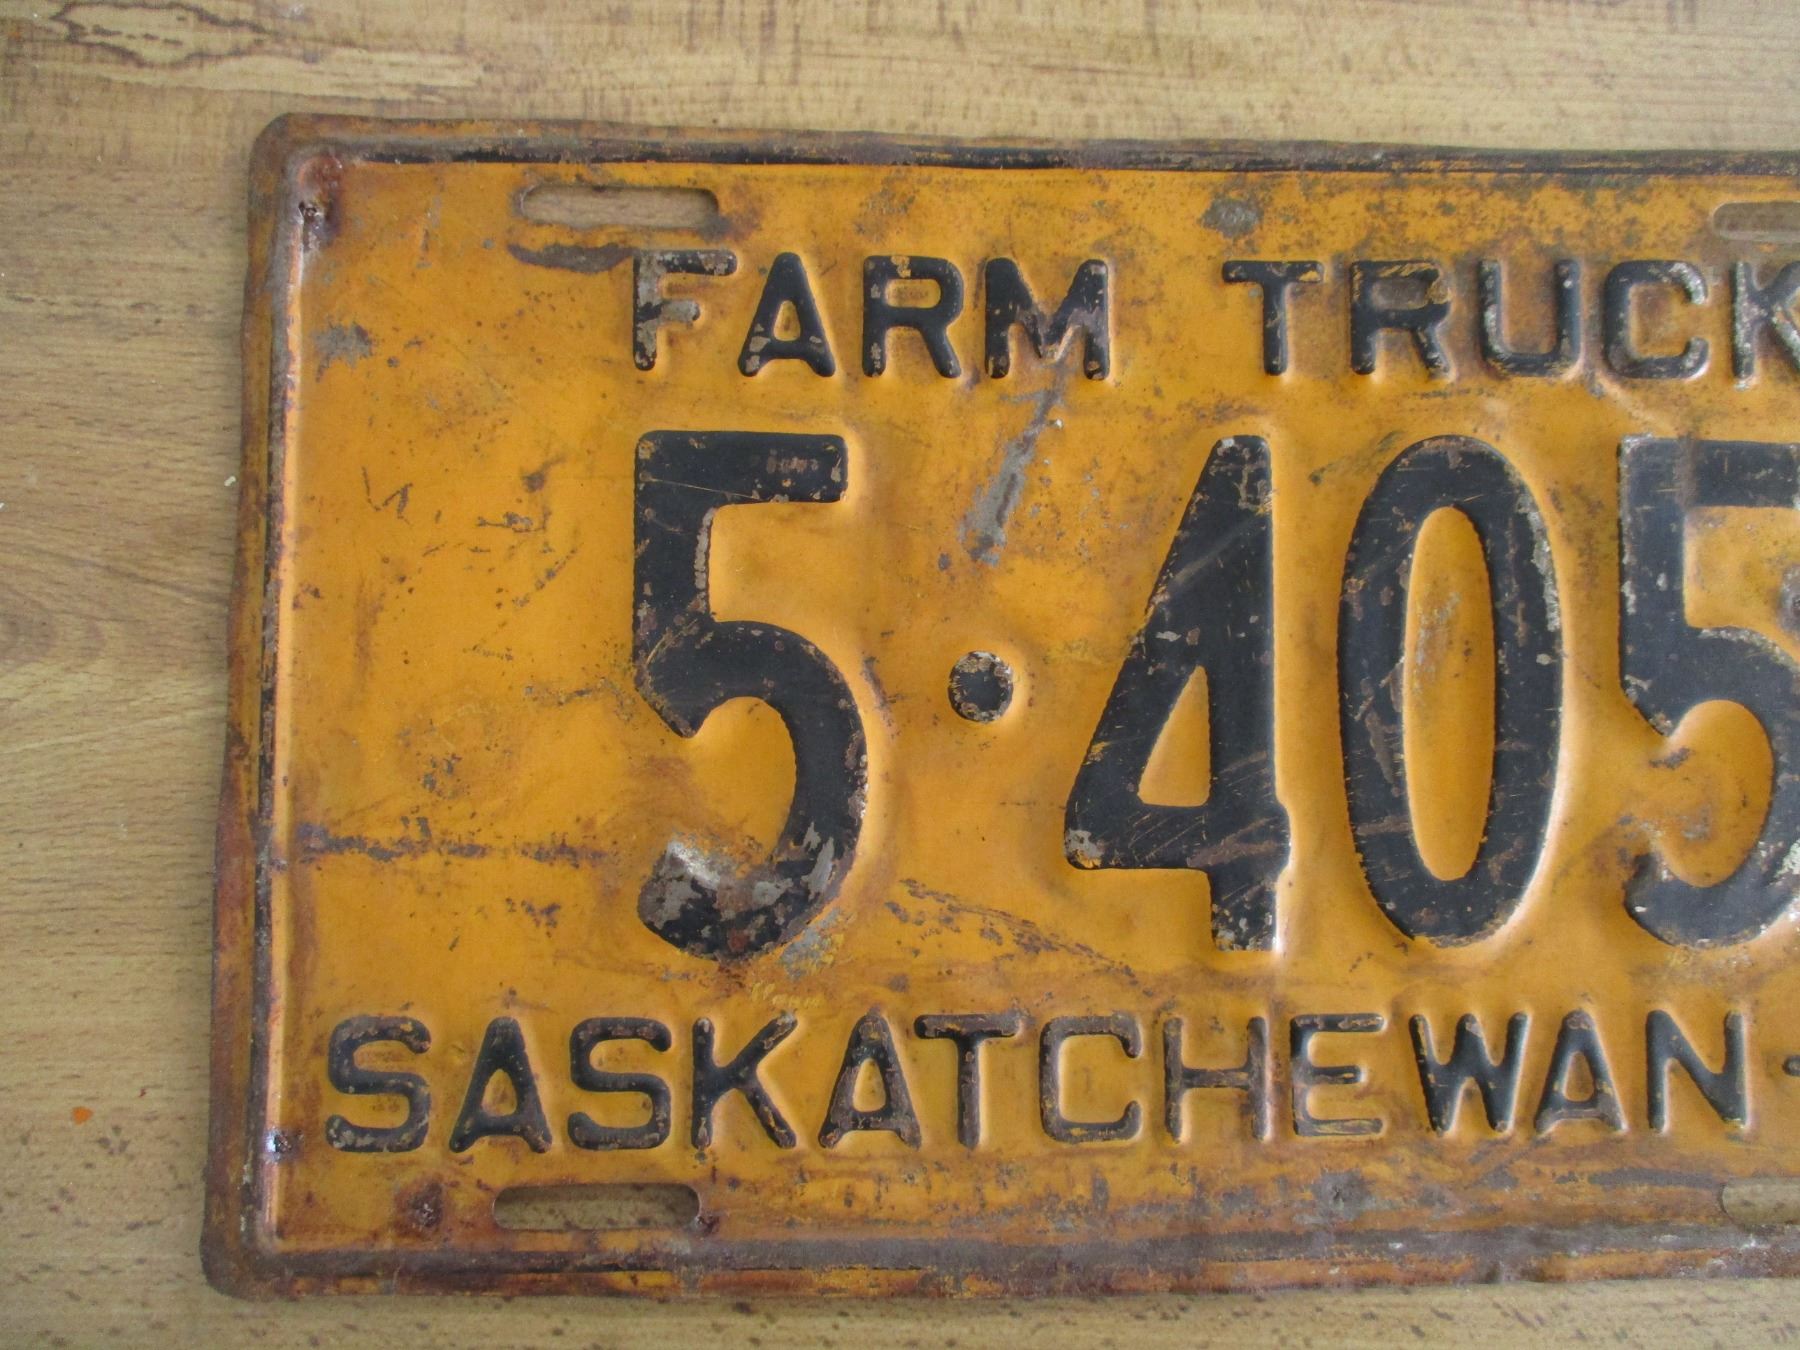 FARM TRUCK
5·405
SASKATCHEWAN-